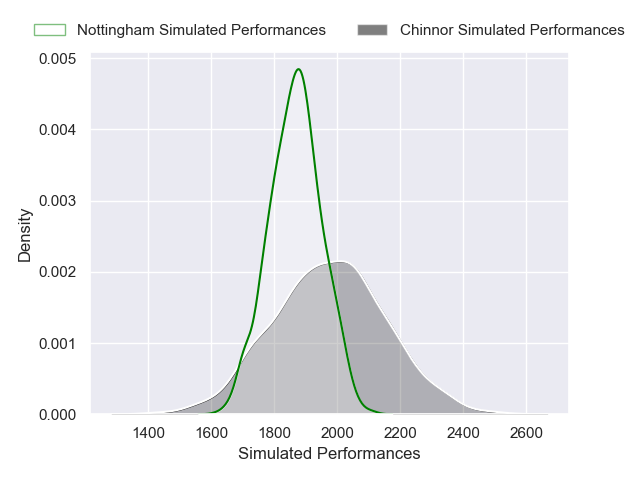 Nottingham Simulated Performances
Chinnor Simulated Performances
0.005
0.004
0.003
0.002
0.001
0.000
Density
1400 1600 1800 2000 2200 2400 2600
Simulated Performances